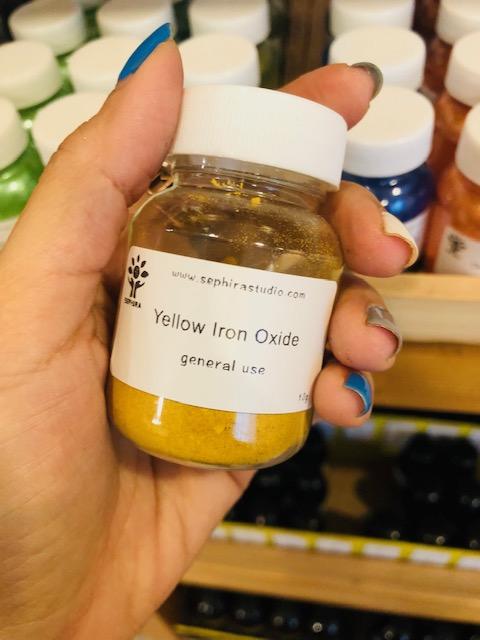 www.sephirastudio.com
SEPHIRA
Yellow Iron Oxide
general use